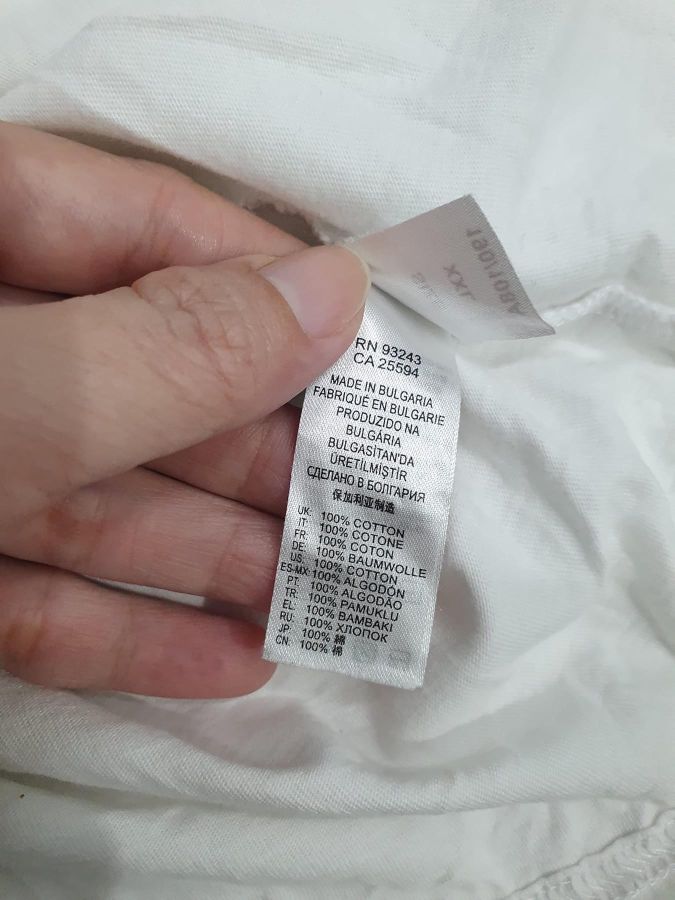 XXL
RN 93243
CA 25594
MADE IN BULGARIA
FABRIQUÉ EN BULGARIE
PRODUZIDO NA
BULGÁRIA
BULGASİTAN'DA
ÜRETİLMİŞTİR
СДЕЛАНО В БОЛГАРИЯ
保加利亚制造
UK: 100% COTTON
IT: 100% COTONE
FR: 100% COTON
DE: 100% BAUMWOLLE
US: 100% COTTON
ES-MX: 100% ALGODÓN
PT: 100% ALGODÃO
TR: 100% PAMUKLU
EL: 100% BAMBAKI
RU: 100% ХЛОПОК
JP: 100% 綿
CN: 100% 棉